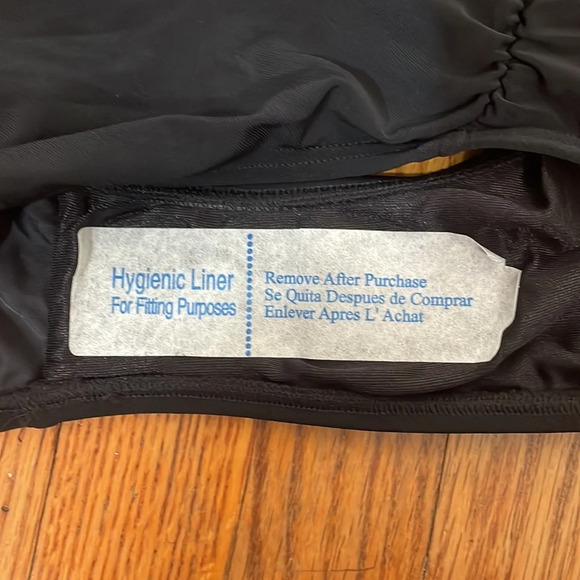 Hygienic Liner
For Fitting Purposes
Remove After Purchase
Se Quita Despues de Comprar
Enlever Apres L' Achat